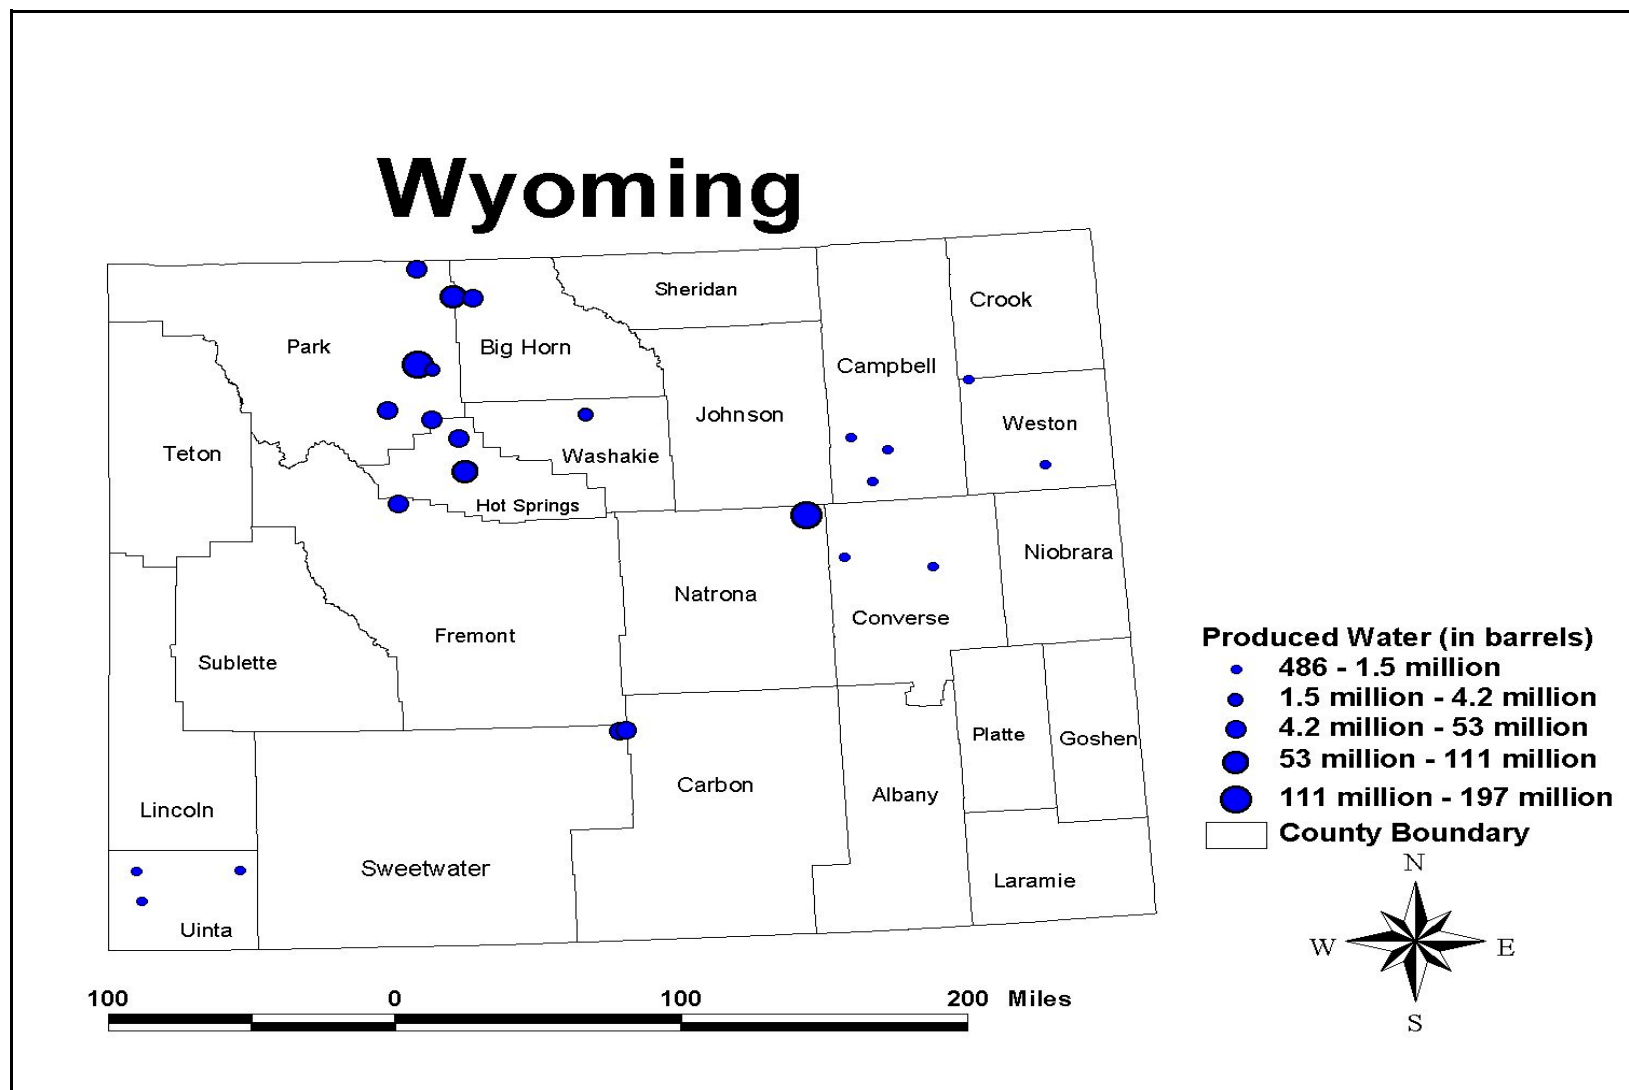 Wyoming
Sheridan
Crook
Park
Big Horn
Campbell
Johnson
Weston
Teton
Washakie
Hot Springs
Niobrara
Natrona
Converse
Fremont
Sublette
Platte
Goshen
Carbon
Albany
Lincoln
Sweetwater
Laramie
Uinta
Produced Water (in barrels)
486 - 1.5 million
1.5 million - 4.2 million
4.2 million - 53 million
53 million - 111 million
111 million - 197 million
County Boundary
N
W E
S
100 0 100 200 Miles